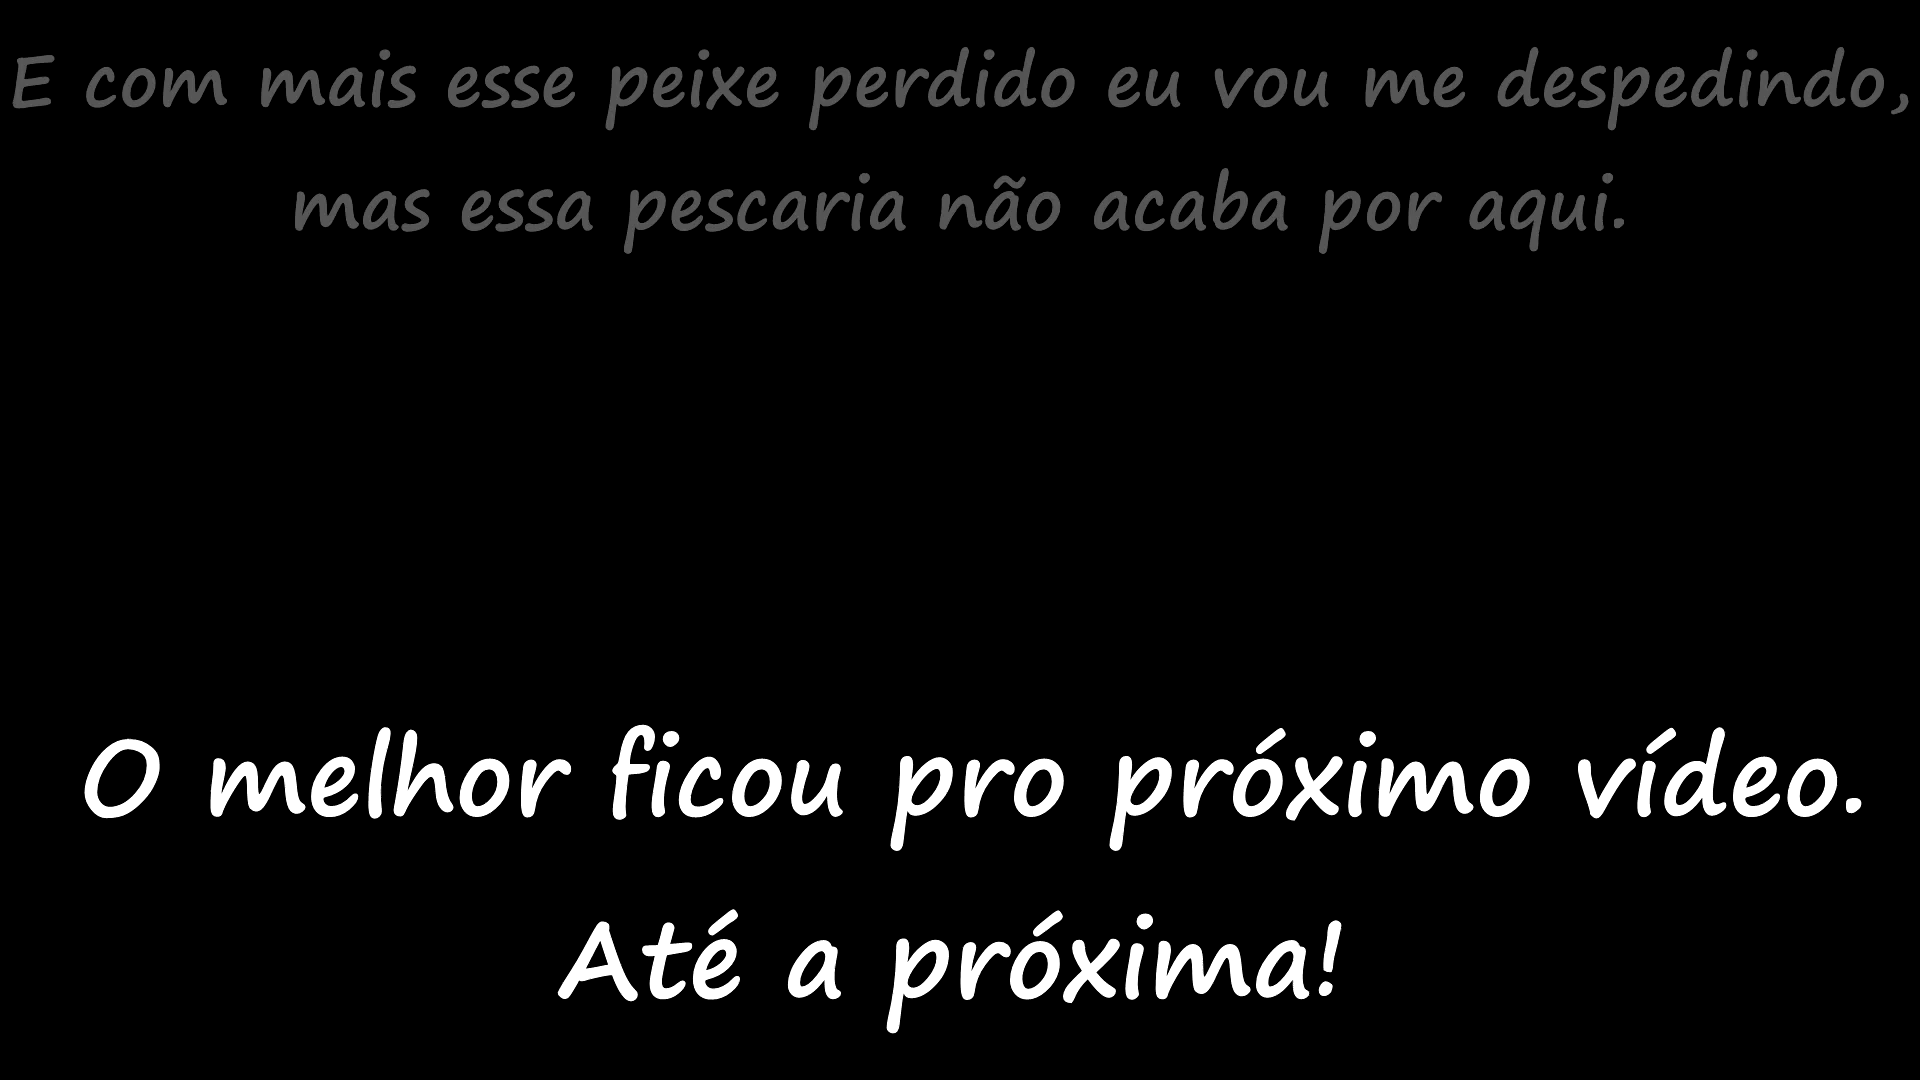 E com mais esse peixe perdido eu vou me despedindo,
mas essa pescaria não acaba por aqui.
O melhor ficou pro próximo vídeo.
Até a próxima!